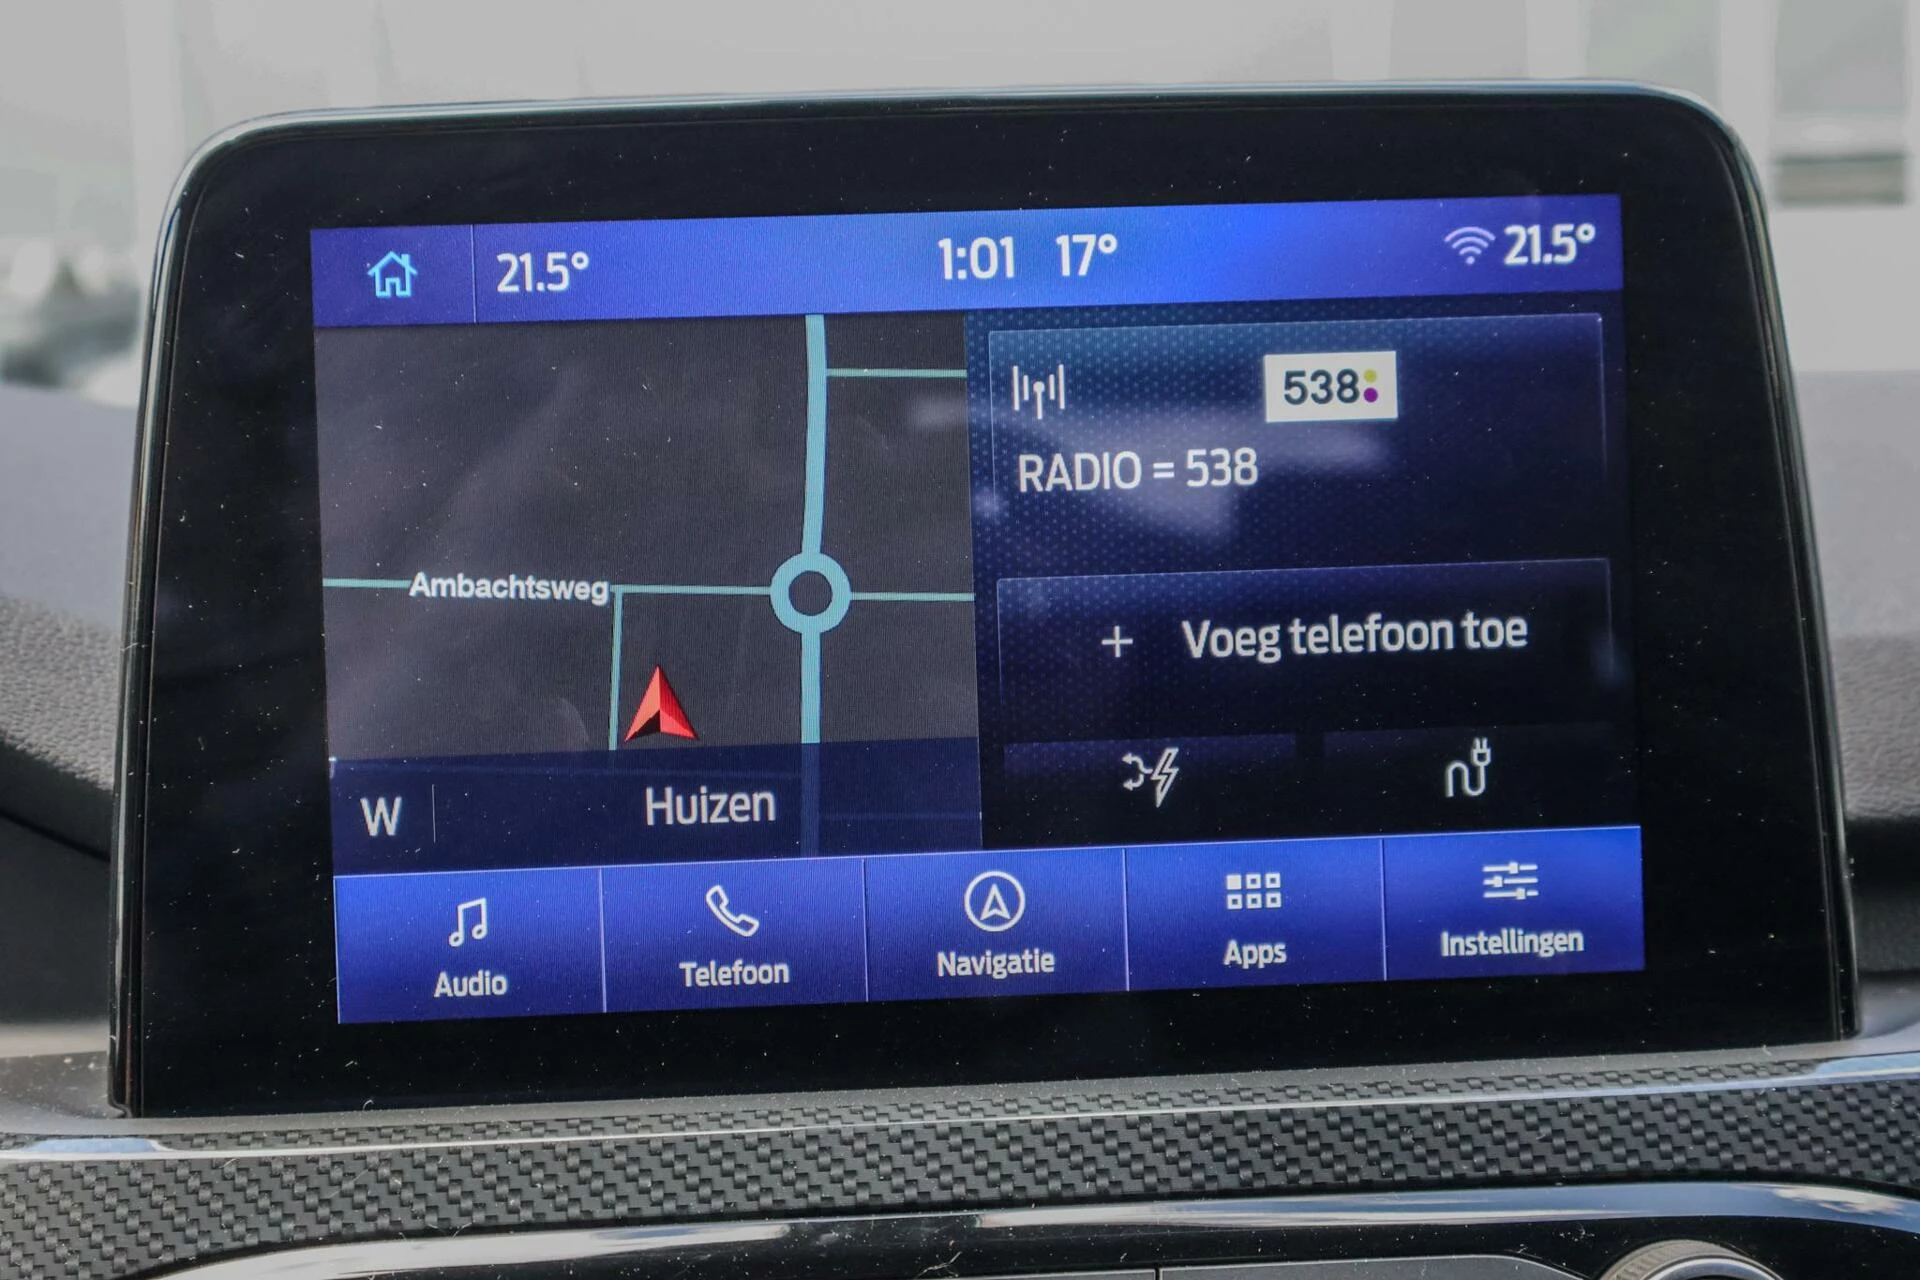 21.5° 1:01 17° 21.5°
538:
RADIO = 538
Ambachtsweg
Voeg telefoon toe
W Huizen
Audio Telefoon Navigatie Apps Instellingen